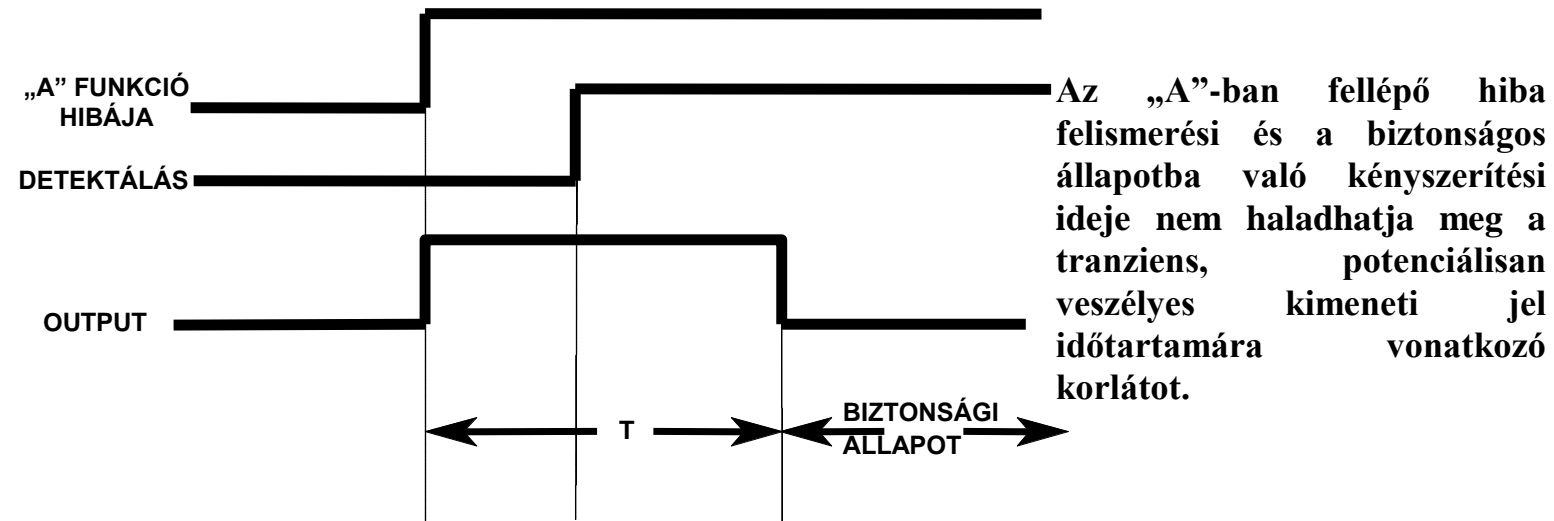 „A” FUNKCIÓ
HIBÁJA
DETEKTÁLÁS
OUTPUT
T
BIZTONSÁGI
ÁLLAPOT
Az „A”-ban fellépő hiba
felismerési és a biztonságos
állapotba való kényszerítési
ideje nem haladhatja meg a
tranziens, potenciálisan
veszélyes kimeneti jel
időtartamára vonatkozó
korlátot.